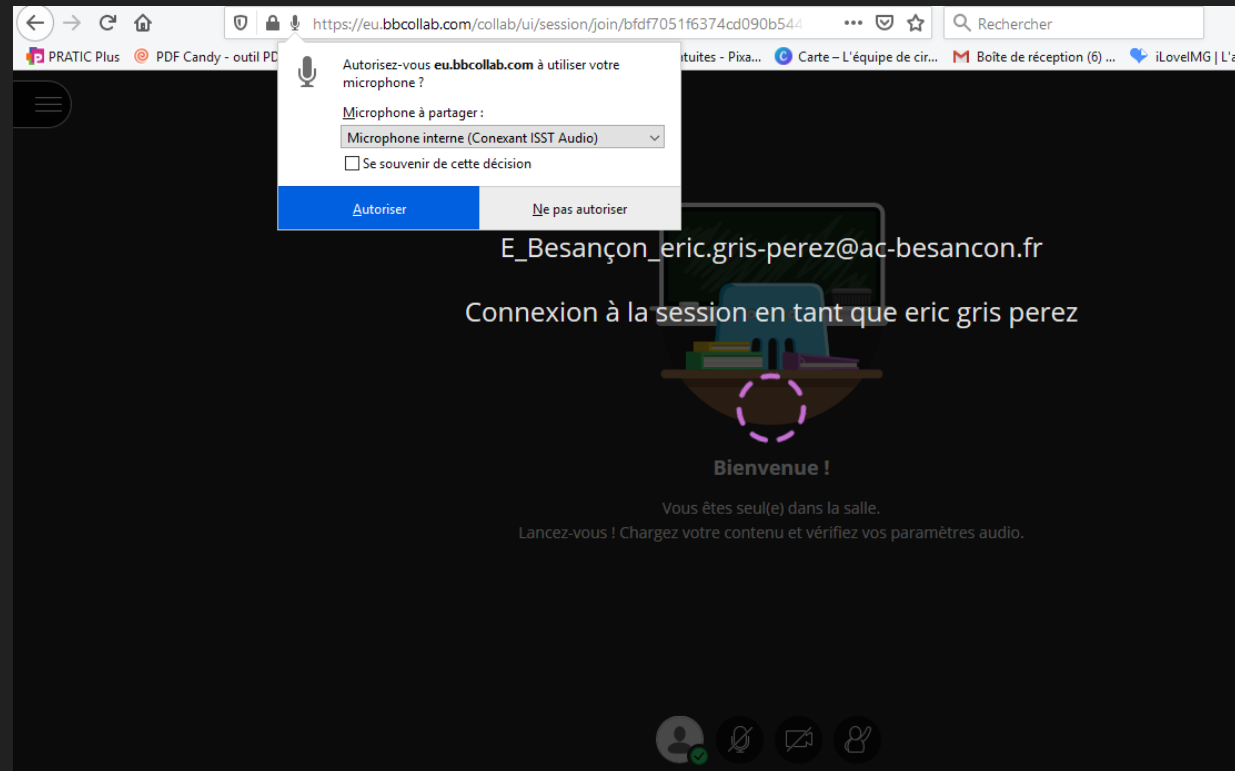 https://eu.bbcollab.com/collab/ui/session/join/bfdf7051f6374cd090b544
Rechercher
PRATIC Plus PDF Candy - outil PD tuites - Pixa... C Carte – L'équipe de cir... Boîte de réception (6) ... iLoveIMG | L'a
Autorisez-vous eu.bbcollab.com à utiliser votre
microphone ?
Microphone à partager :
Microphone interne (Conexant ISST Audio)
Se souvenir de cette décision
Autoriser
Ne pas autoriser
E_Besançon_eric.gris-perez@ac-besancon.fr
Connexion à la session en tant que eric gris perez
Bienvenue !
Vous êtes seul(e) dans la salle.
Lancez-vous ! Chargez votre contenu et vérifiez vos paramètres audio.